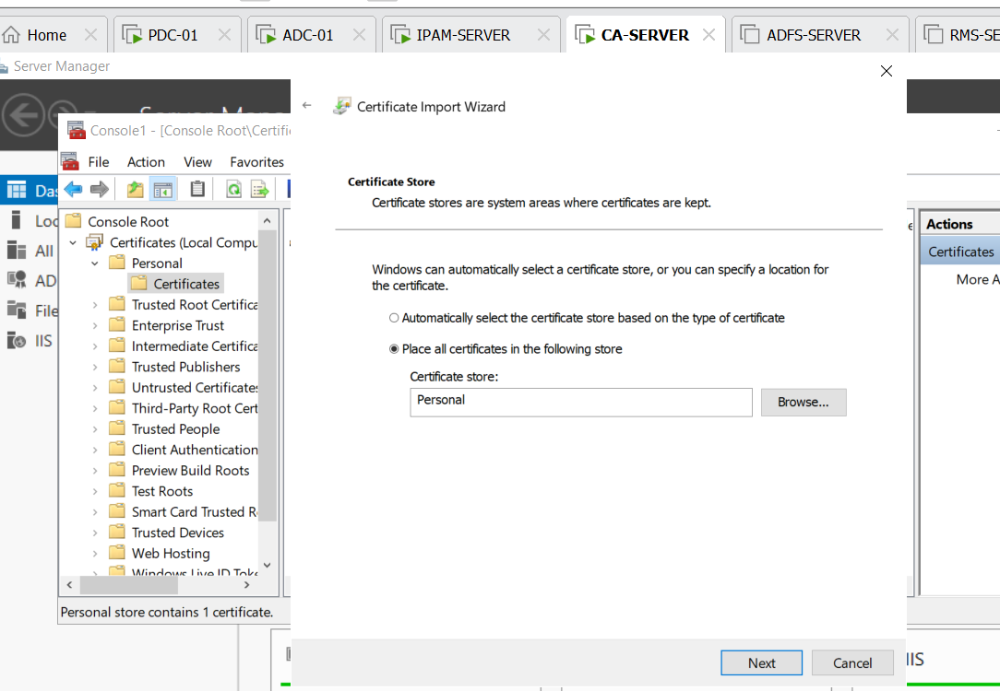 Home
PDC-01
ADC-01
IPAM-SERVER
CA-SERVER
ADFS-SERVER
RMS-SE
Server Manager
Console1 - [Console Root\Certifi
File Action View Favorites
Das
Loc
All
AD
File
IIS
Console Root
Certificates (Local Compu
Personal
Certificates
Trusted Root Certifica
Enterprise Trust
Intermediate Certifica
Trusted Publishers
Untrusted Certificates
Third-Party Root Cert
Trusted People
Client Authentication
Preview Build Roots
Test Roots
Smart Card Trusted R
Trusted Devices
Web Hosting
Windows Live ID Toke
Personal store contains 1 certificate.
Certificate Import Wizard
Certificate Store
Certificate stores are system areas where certificates are kept.
Windows can automatically select a certificate store, or you can specify a location for
the certificate.
Automatically select the certificate store based on the type of certificate
Place all certificates in the following store
Certificate store:
Personal
Browse...
Next
Cancel
Actions
Certificates
More A
IIS